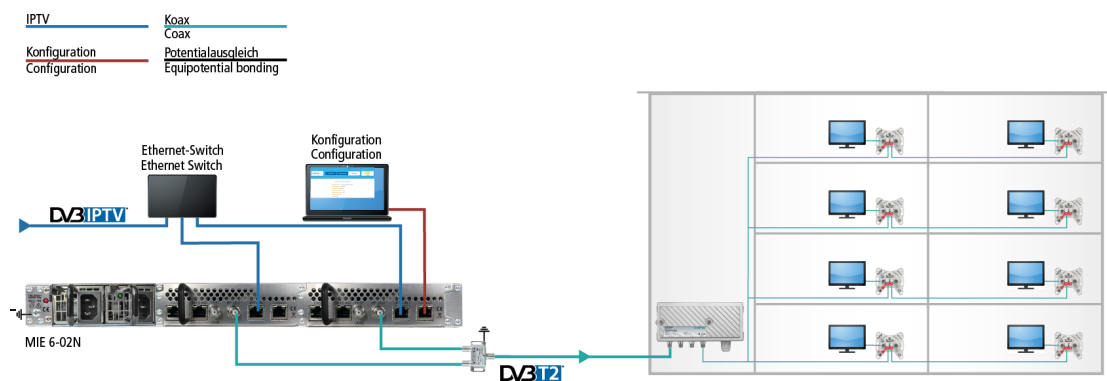 IPTV
Koax
Coax
Konfiguration
Configuration
Potentialausgleich
Equipotential bonding
Ethernet-Switch
Ethernet Switch
Konfiguration
Configuration
DVB IPTV
MIE 6-02N
DVB T2